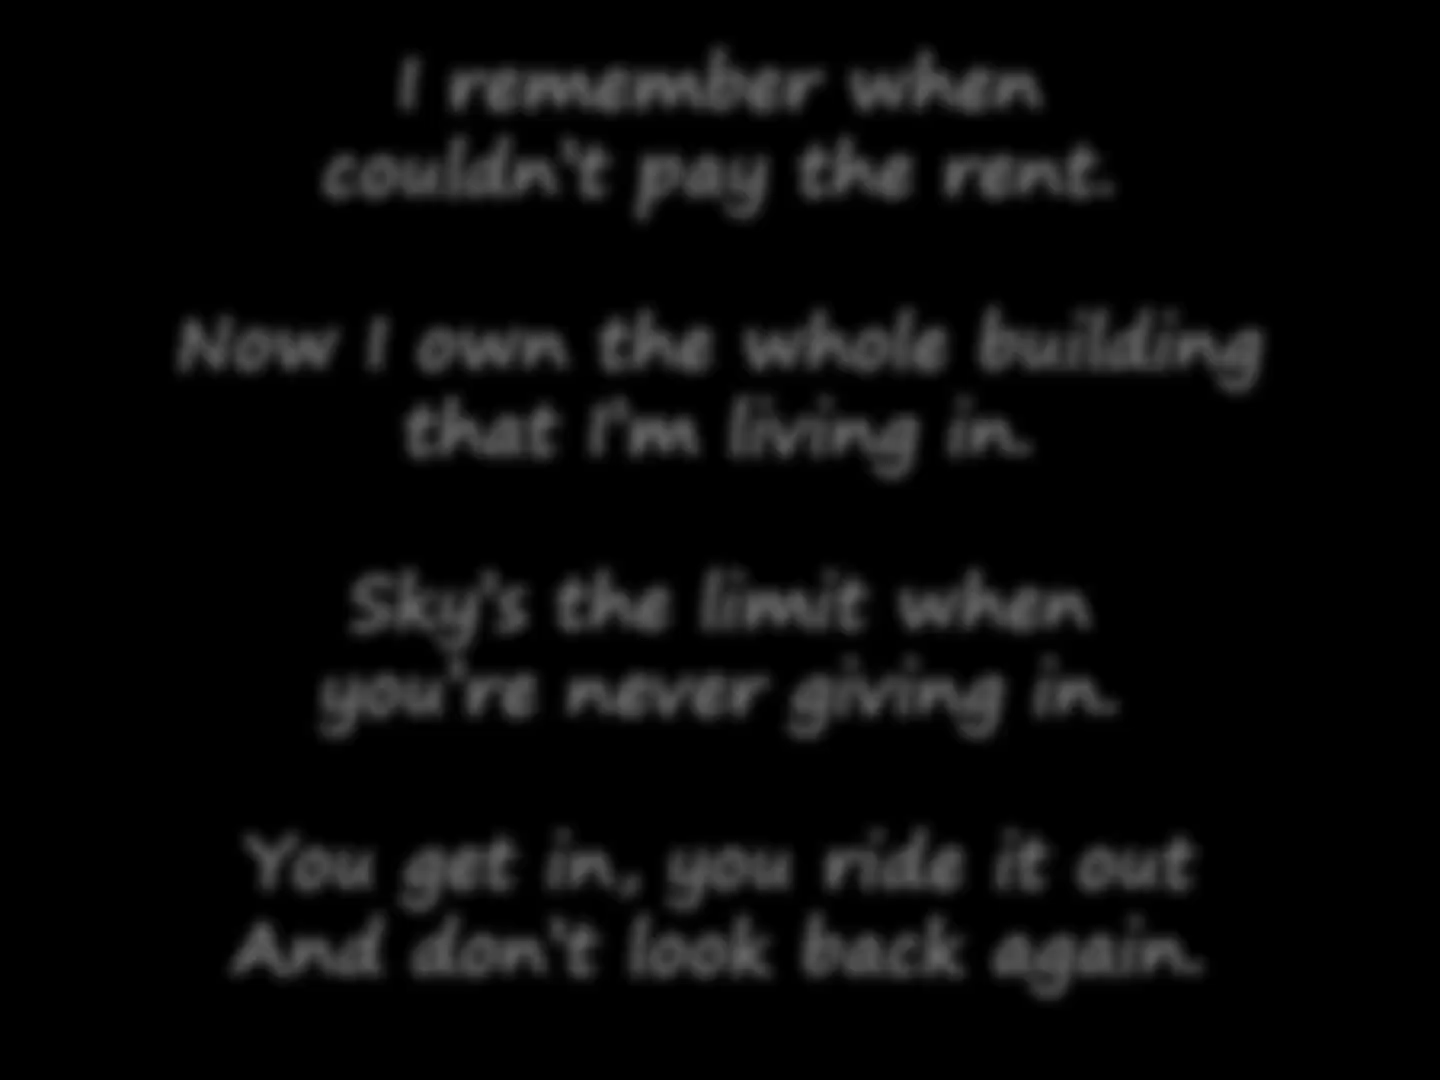 I remember when
couldn't pay the rent.
Now I own the whole building
that I'm living in.
Sky's the limit when
you're never giving in.
You get in, you ride it out
And don't look back again.